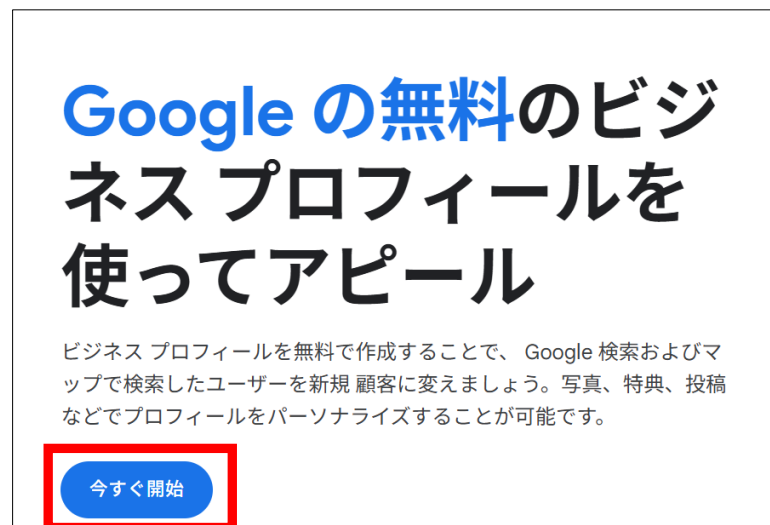 Google の無料のビジ
ネス プロフィールを
使ってアピール
ビジネス プロフィールを無料で作成することで、 Google 検索およびマ
ップで検索したユーザーを新規 顧客に変えましょう。写真、特典、投稿
などでプロフィールをパーソナライズすることが可能です。
今すぐ開始